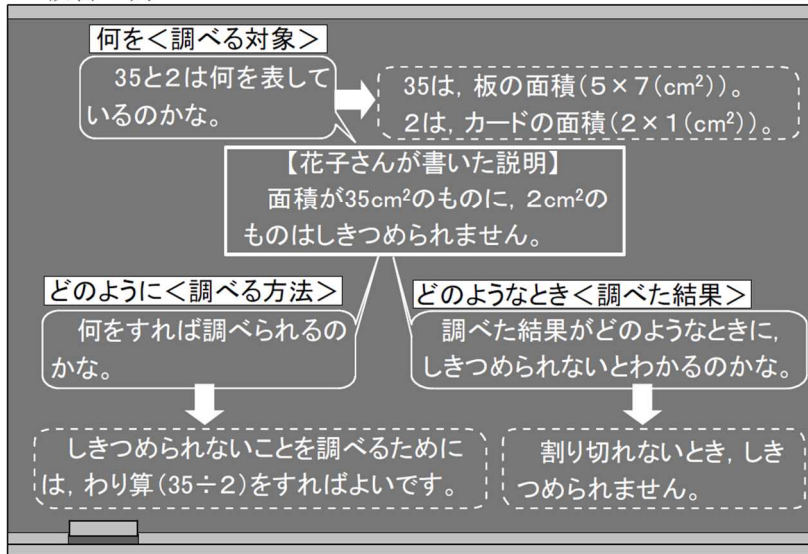 何を＜調べる対象＞
35と２は何を表して
いるのかな。
35は，板の面積（５×７(cm²)）。
２は，カードの面積（２×１(cm²)）。
【花子さんが書いた説明】
面積が35cm²のものに，２cm²の
ものはしきつめられません。
どのように＜調べる方法＞
何をすれば調べられるの
かな。
しきつめられないことを調べるために
は，わり算（35÷２）をすればよいです。
どのようなとき＜調べた結果＞
調べた結果がどのようなときに，
しきつめられないとわかるのかな。
割り切れないとき，しき
つめられません。